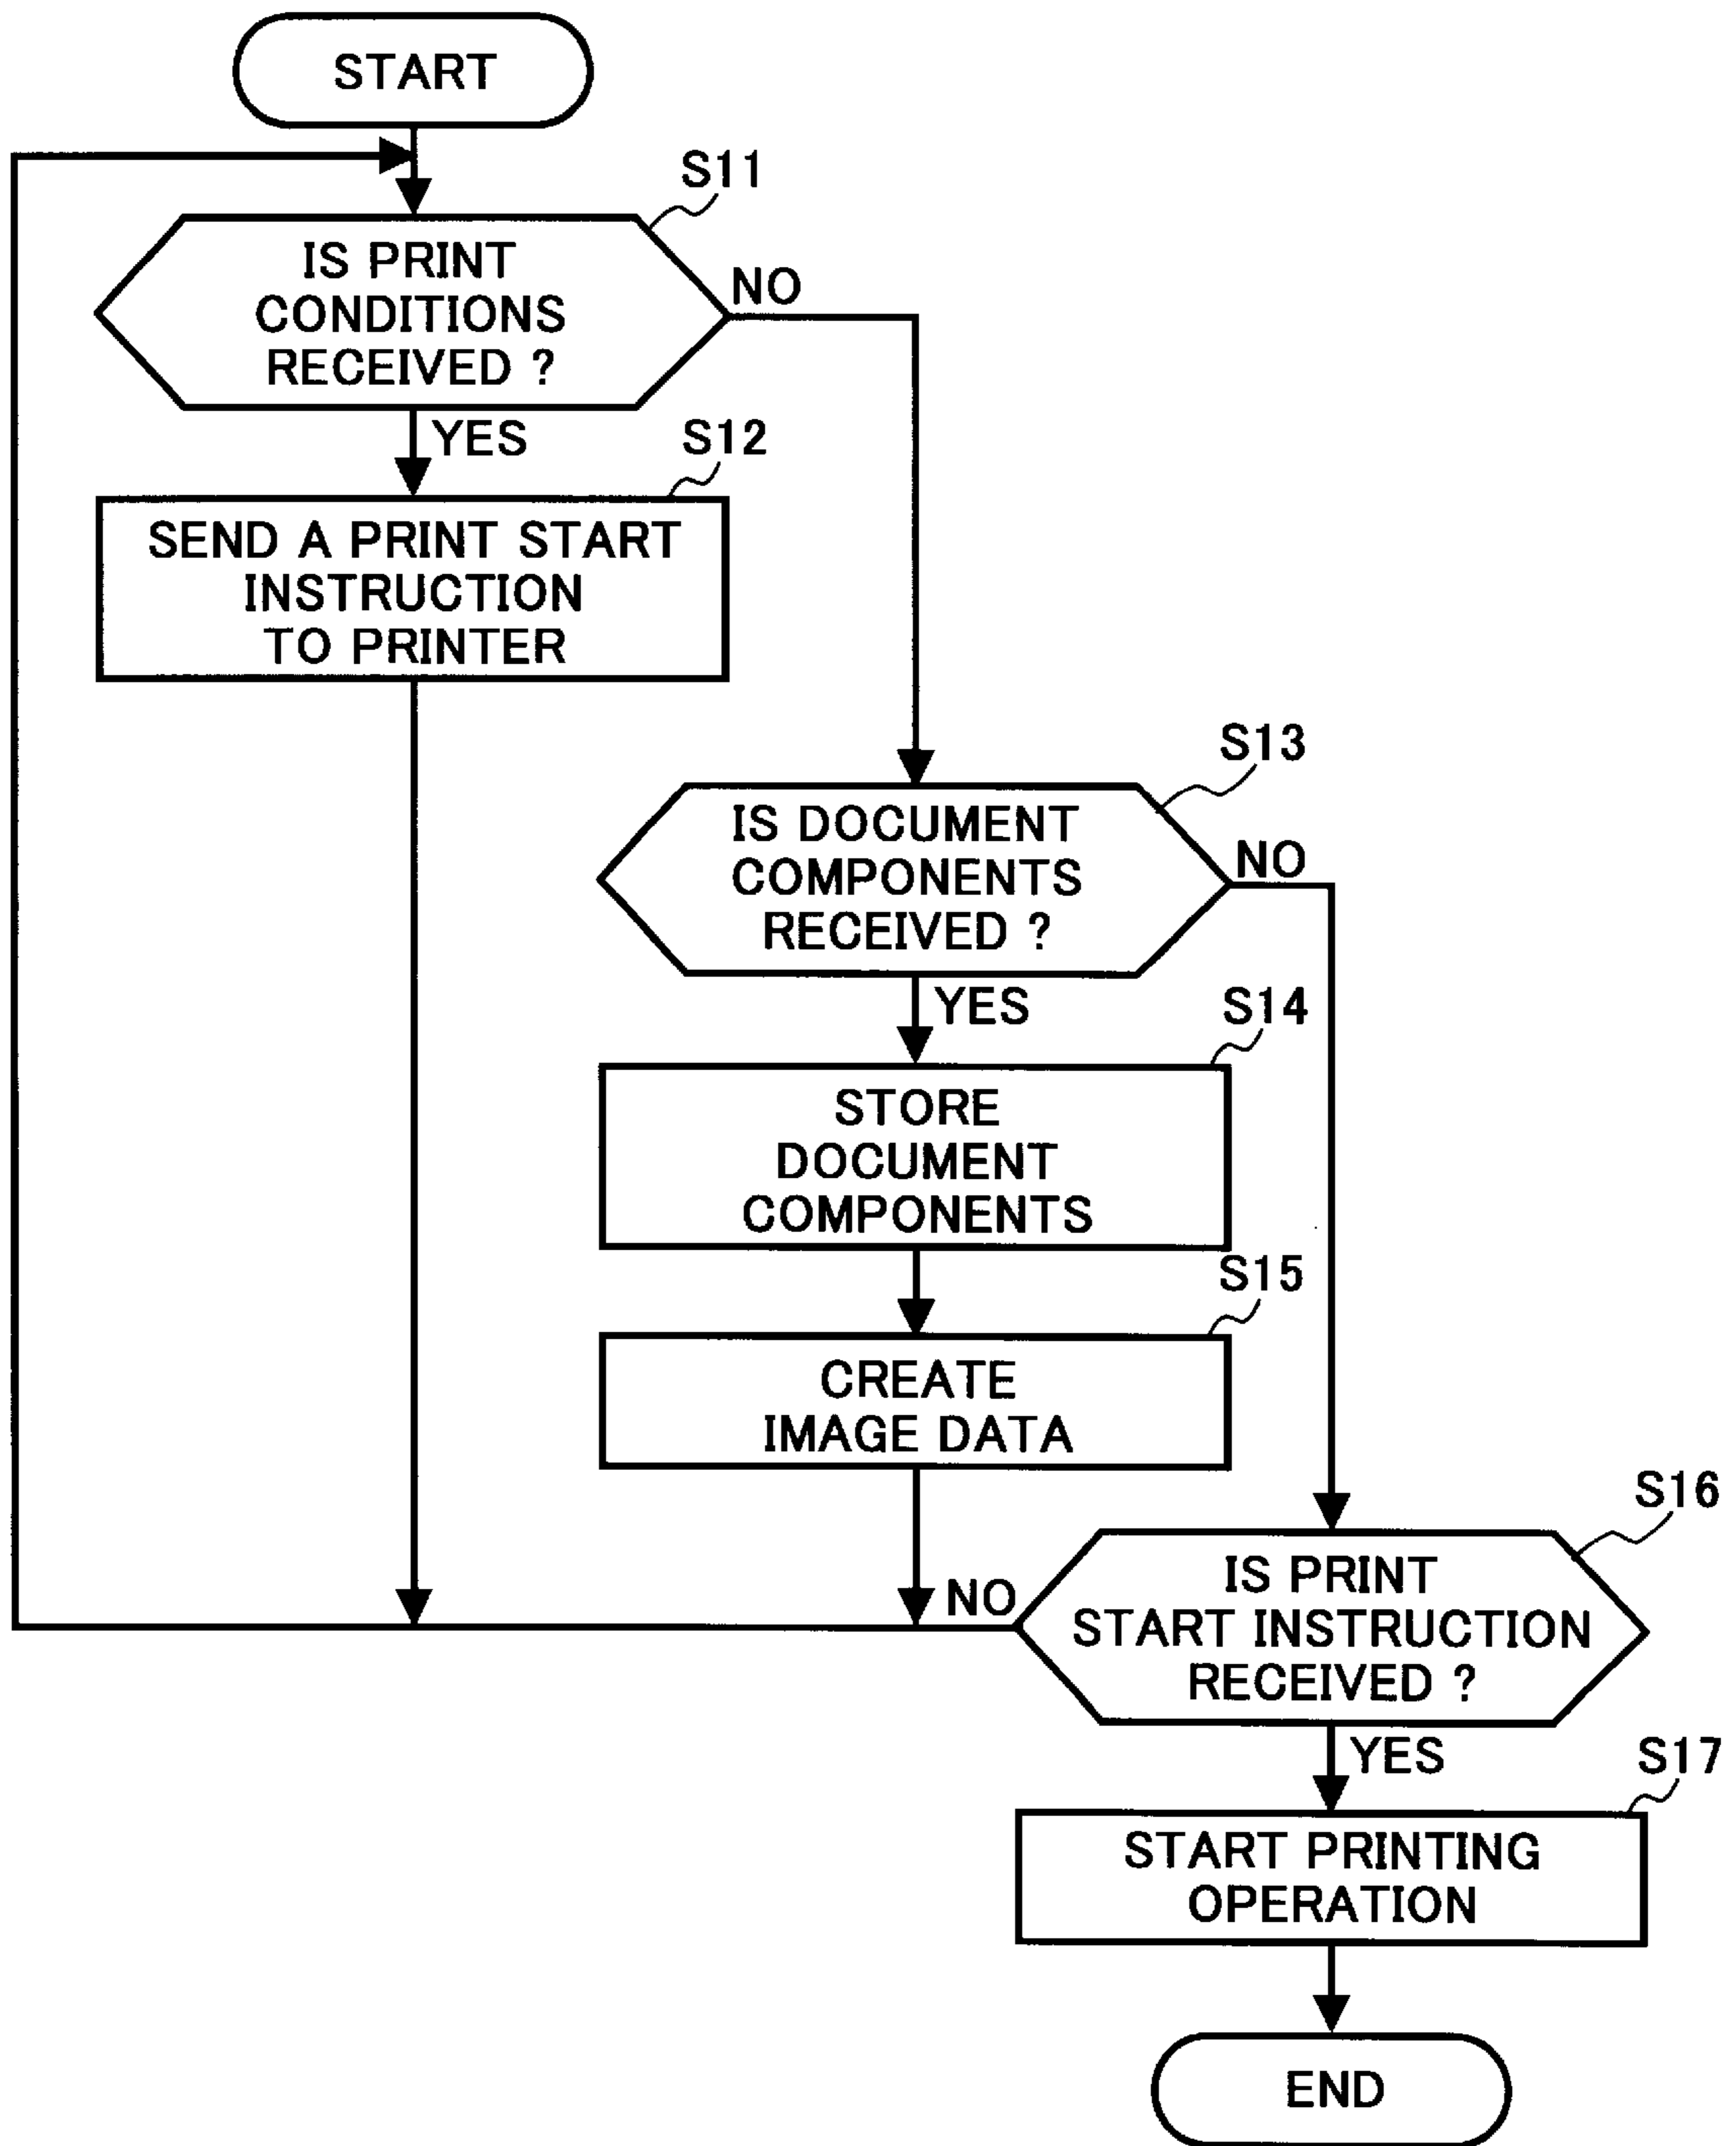 START
S11
IS PRINT
CONDITIONS
RECEIVED ?
NO
YES
S12
SEND A PRINT START
INSTRUCTION
TO PRINTER
S13
IS DOCUMENT
COMPONENTS
RECEIVED ?
NO
YES
S14
STORE
DOCUMENT
COMPONENTS
S15
CREATE
IMAGE DATA
S16
IS PRINT
START INSTRUCTION
RECEIVED ?
NO
YES
S17
START PRINTING
OPERATION
END